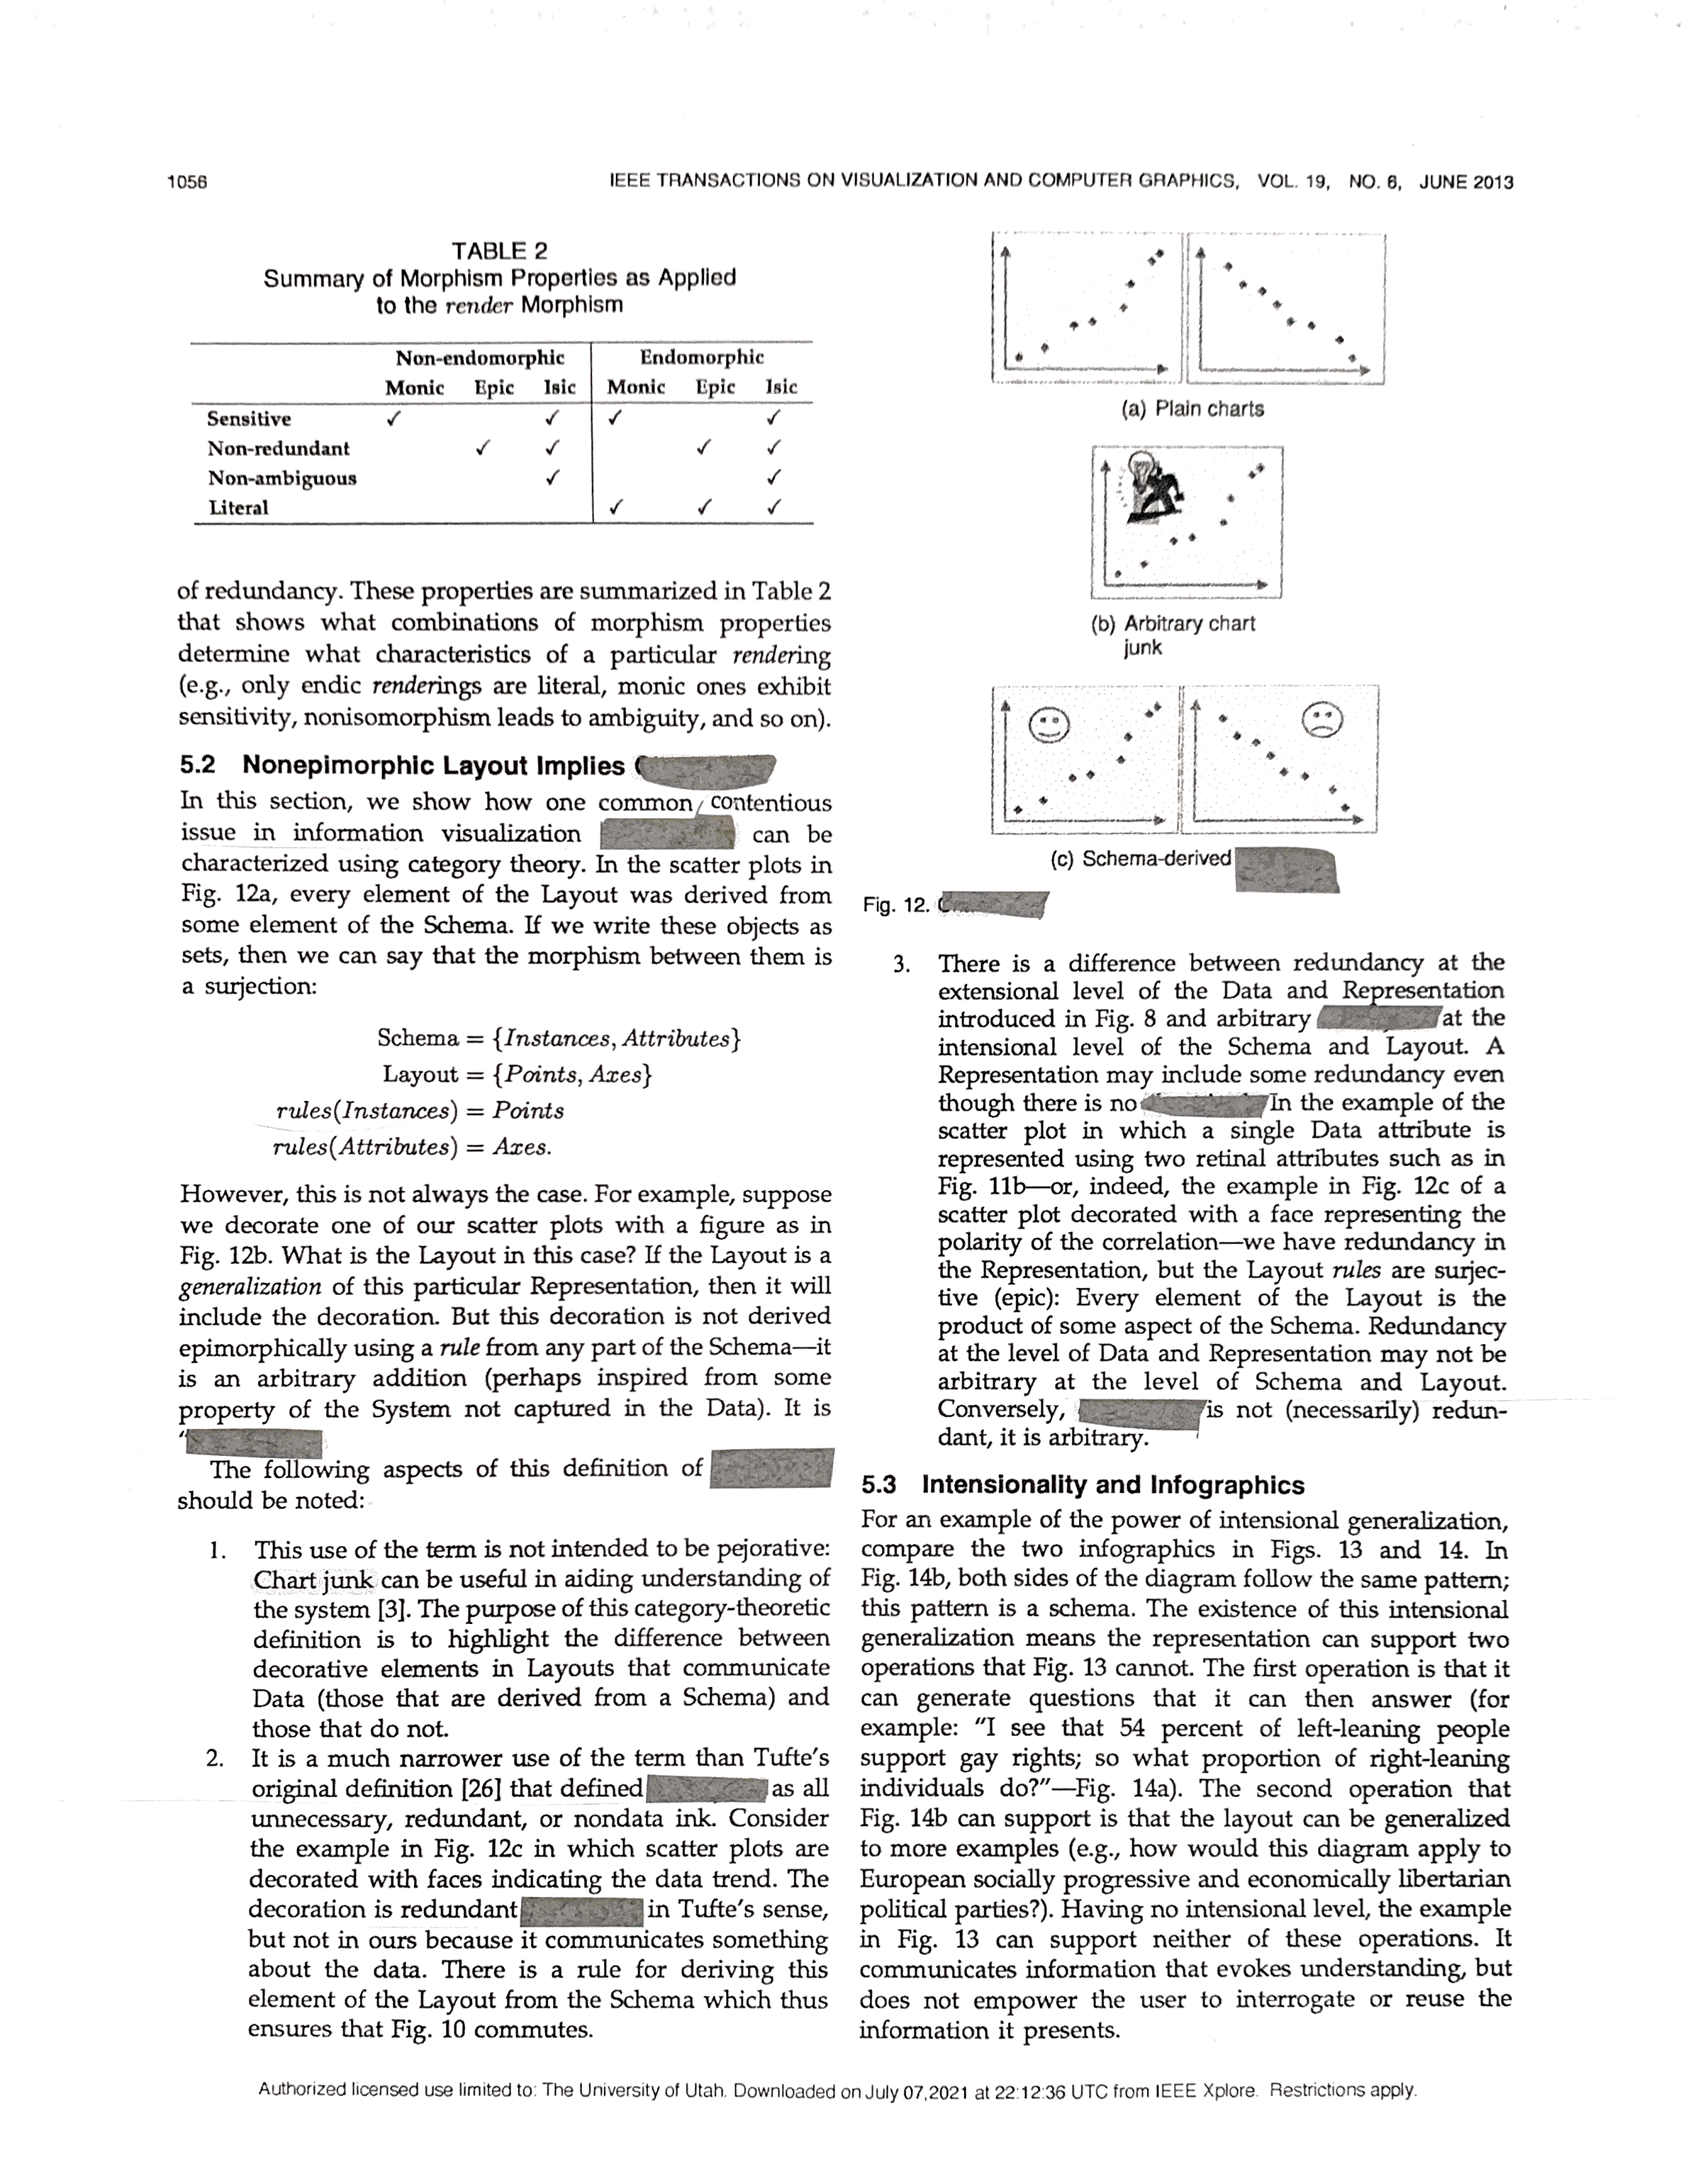 1056
IEEE TRANSACTIONS ON VISUALIZATION AND COMPUTER GRAPHICS, VOL. 19, NO. 6, JUNE 2013
TABLE 2
Summary of Morphism Properties as Applied
to the render Morphism
Non-endomorphic Endomorphic
Monic Epic Isic Monic Epic Isic
Sensitive ✓ ✓ ✓ ✓
Non-redundant ✓ ✓ ✓ ✓
Non-ambiguous ✓ ✓
Literal ✓ ✓ ✓
of redundancy. These properties are summarized in Table 2
that shows what combinations of morphism properties
determine what characteristics of a particular rendering
(e.g., only endic renderings are literal, monic ones exhibit
sensitivity, nonisomorphism leads to ambiguity, and so on).
5.2 Nonepimorphic Layout Implies
In this section, we show how one common, contentious
issue in information visualization can be
characterized using category theory. In the scatter plots in
Fig. 12a, every element of the Layout was derived from
some element of the Schema. If we write these objects as
sets, then we can say that the morphism between them is
a surjection:
Schema = {Instances, Attributes}
Layout = {Points, Axes}
rules(Instances) = Points
rules(Attributes) = Axes.
However, this is not always the case. For example, suppose
we decorate one of our scatter plots with a figure as in
Fig. 12b. What is the Layout in this case? If the Layout is a
generalization of this particular Representation, then it will
include the decoration. But this decoration is not derived
epimorphically using a rule from any part of the Schema—it
is an arbitrary addition (perhaps inspired from some
property of the System not captured in the Data). It is
"
The following aspects of this definition of
should be noted:
1. This use of the term is not intended to be pejorative:
Chart junk can be useful in aiding understanding of
the system [3]. The purpose of this category-theoretic
definition is to highlight the difference between
decorative elements in Layouts that communicate
Data (those that are derived from a Schema) and
those that do not.
2. It is a much narrower use of the term than Tufte's
original definition [26] that defined as all
unnecessary, redundant, or nondata ink. Consider
the example in Fig. 12c in which scatter plots are
decorated with faces indicating the data trend. The
decoration is redundant in Tufte's sense,
but not in ours because it communicates something
about the data. There is a rule for deriving this
element of the Layout from the Schema which thus
ensures that Fig. 10 commutes.
(a) Plain charts
(b) Arbitrary chart
junk
(c) Schema-derived
Fig. 12.
3. There is a difference between redundancy at the
extensional level of the Data and Representation
introduced in Fig. 8 and arbitrary at the
intensional level of the Schema and Layout. A
Representation may include some redundancy even
though there is no In the example of the
scatter plot in which a single Data attribute is
represented using two retinal attributes such as in
Fig. 11b—or, indeed, the example in Fig. 12c of a
scatter plot decorated with a face representing the
polarity of the correlation—we have redundancy in
the Representation, but the Layout rules are surjec-
tive (epic): Every element of the Layout is the
product of some aspect of the Schema. Redundancy
at the level of Data and Representation may not be
arbitrary at the level of Schema and Layout.
Conversely, is not (necessarily) redun-
dant, it is arbitrary.
5.3 Intensionality and Infographics
For an example of the power of intensional generalization,
compare the two infographics in Figs. 13 and 14. In
Fig. 14b, both sides of the diagram follow the same pattern;
this pattern is a schema. The existence of this intensional
generalization means the representation can support two
operations that Fig. 13 cannot. The first operation is that it
can generate questions that it can then answer (for
example: "I see that 54 percent of left-leaning people
support gay rights; so what proportion of right-leaning
individuals do?"—Fig. 14a). The second operation that
Fig. 14b can support is that the layout can be generalized
to more examples (e.g., how would this diagram apply to
European socially progressive and economically libertarian
political parties?). Having no intensional level, the example
in Fig. 13 can support neither of these operations. It
communicates information that evokes understanding, but
does not empower the user to interrogate or reuse the
information it presents.
Authorized licensed use limited to: The University of Utah. Downloaded on July 07,2021 at 22:12:36 UTC from IEEE Xplore. Restrictions apply.